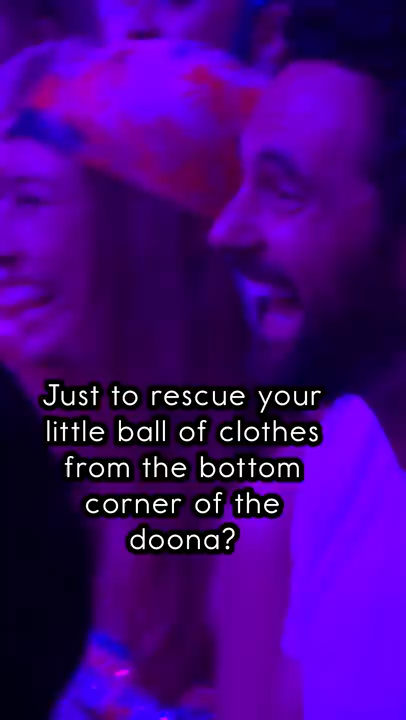 Just to rescue your
little ball of clothes
from the bottom
corner of the
doona?